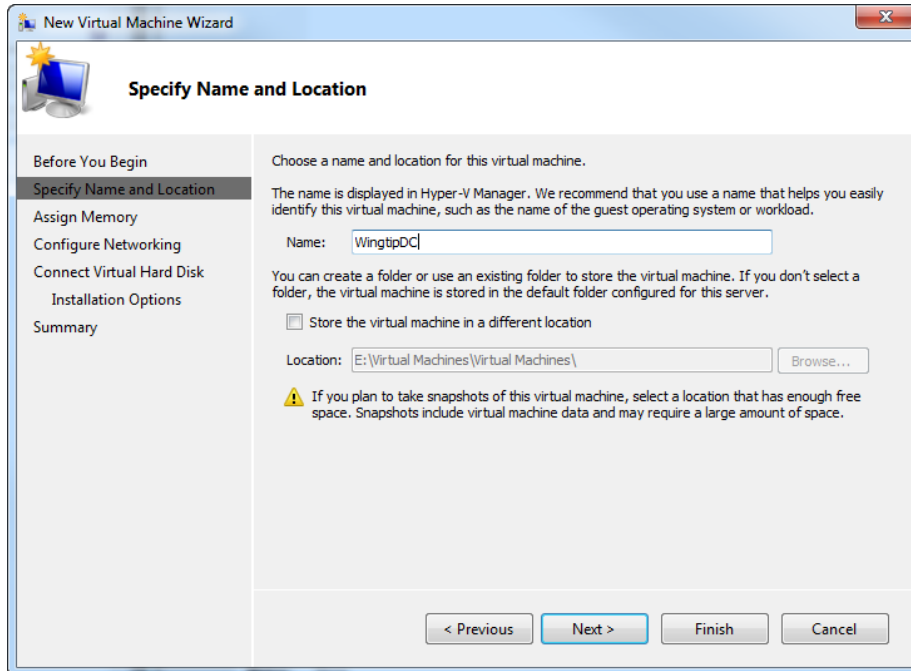 New Virtual Machine Wizard
Specify Name and Location
Before You Begin
Specify Name and Location
Assign Memory
Configure Networking
Connect Virtual Hard Disk
Installation Options
Summary
Choose a name and location for this virtual machine.
The name is displayed in Hyper-V Manager. We recommend that you use a name that helps you easily
identify this virtual machine, such as the name of the guest operating system or workload.
Name: WingtipDC
You can create a folder or use an existing folder to store the virtual machine. If you don't select a
folder, the virtual machine is stored in the default folder configured for this server.
Store the virtual machine in a different location
Location: E:\Virtual Machines\Virtual Machines\ Browse...
If you plan to take snapshots of this virtual machine, select a location that has enough free
space. Snapshots include virtual machine data and may require a large amount of space.
< Previous Next > Finish Cancel